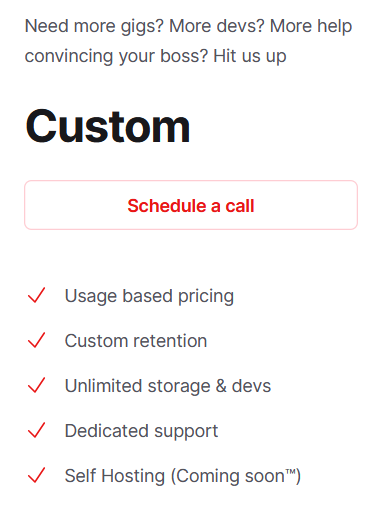 Need more gigs? More devs? More help
convincing your boss? Hit us up
Custom
Schedule a call
Usage based pricing
Custom retention
Unlimited storage & devs
Dedicated support
Self Hosting (Coming soon™)